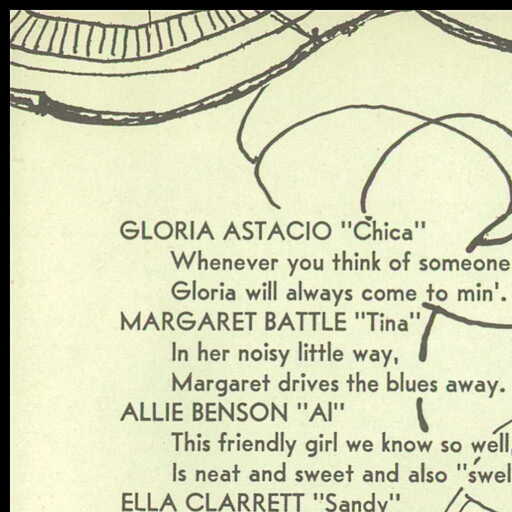 GLORIA ASTACIO "Chica"
Whenever you think of someone
Gloria will always come to min'.
MARGARET BATTLE "Tina"
In her noisy little way,
Margaret drives the blues away.
ALLIE BENSON "Al"
This friendly girl we know so well,
Is neat and sweet and also "swel
ELLA CLARRETT "Sandy"